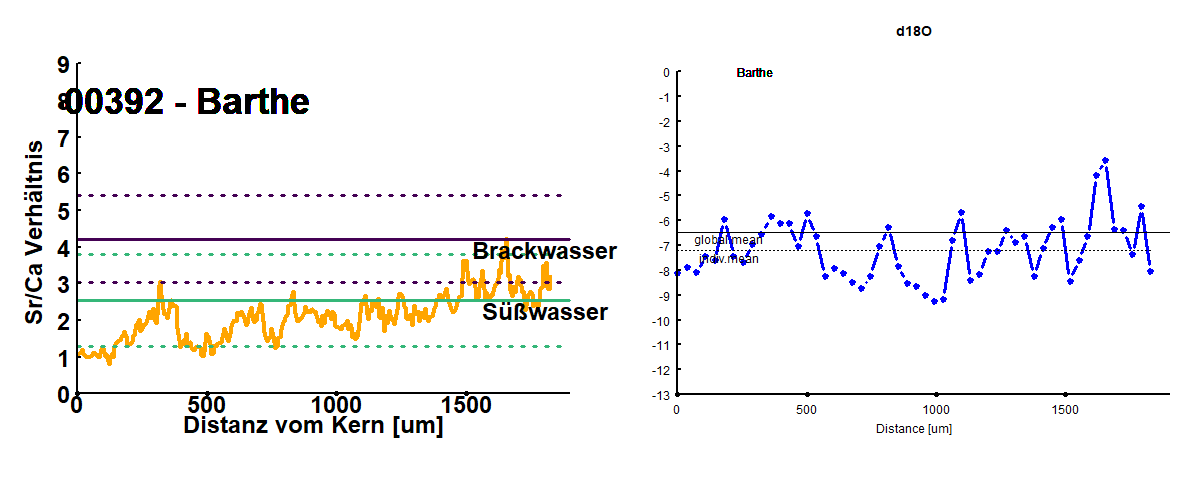 9
8
7
6
5
4
3
2
1
0
00392 - Barthe
Sr/Ca Verhältnis
Brackwasser
Süßwasser
0 500 1000 1500
Distanz vom Kern [um]
d18O
Barthe
0
-1
-2
-3
-4
-5
-6
-7
-8
-9
-10
-11
-12
-13
global.mean
indiv.mean
0 500 1000 1500
Distance [um]